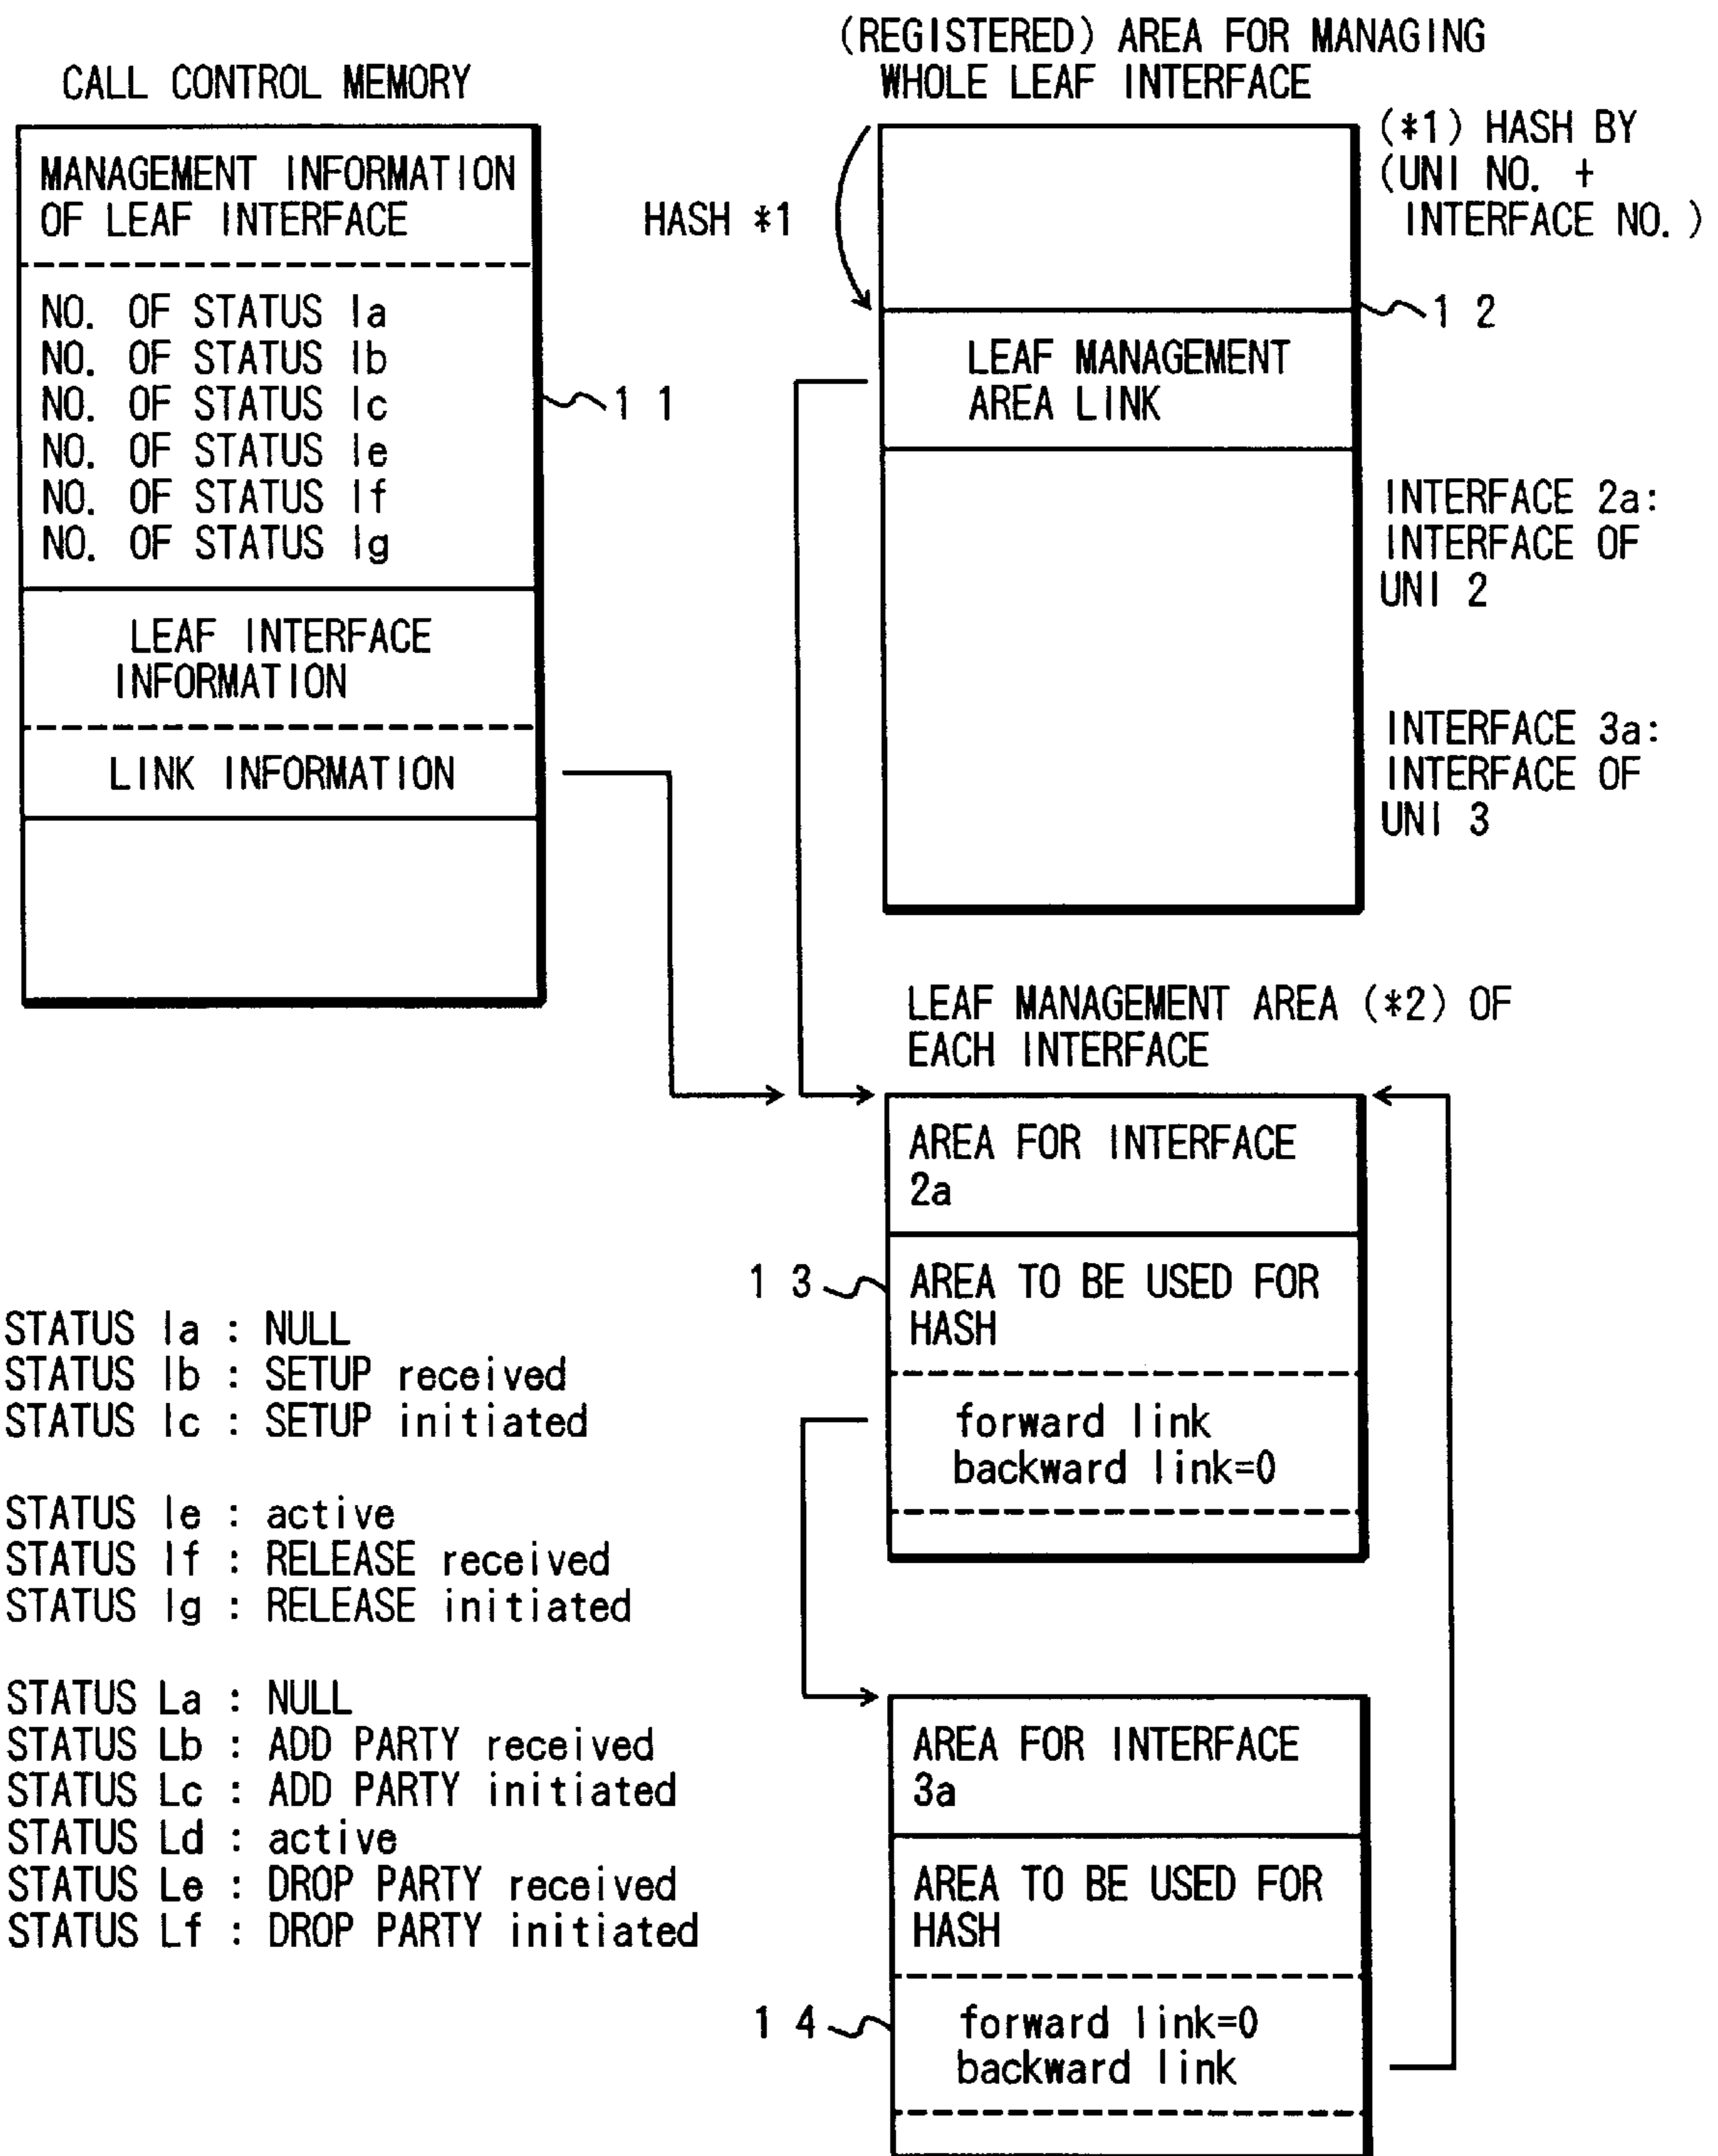 CALL CONTROL MEMORY
MANAGEMENT INFORMATION
OF LEAF INTERFACE
NO. OF STATUS Ia
NO. OF STATUS Ib
NO. OF STATUS Ic
NO. OF STATUS Ie
NO. OF STATUS If
NO. OF STATUS Ig
11
LEAF INTERFACE
INFORMATION
LINK INFORMATION
(REGISTERED) AREA FOR MANAGING
WHOLE LEAF INTERFACE
HASH *1
(*1) HASH BY
(UNI NO. +
INTERFACE NO.)
12
LEAF MANAGEMENT
AREA LINK
INTERFACE 2a:
INTERFACE OF
UNI 2
INTERFACE 3a:
INTERFACE OF
UNI 3
LEAF MANAGEMENT AREA (*2) OF
EACH INTERFACE
AREA FOR INTERFACE
2a
13
AREA TO BE USED FOR
HASH
forward link
backward link=0
AREA FOR INTERFACE
3a
AREA TO BE USED FOR
HASH
14
forward link=0
backward link
STATUS Ia : NULL
STATUS Ib : SETUP received
STATUS Ic : SETUP initiated
STATUS Ie : active
STATUS If : RELEASE received
STATUS Ig : RELEASE initiated
STATUS La : NULL
STATUS Lb : ADD PARTY received
STATUS Lc : ADD PARTY initiated
STATUS Ld : active
STATUS Le : DROP PARTY received
STATUS Lf : DROP PARTY initiated